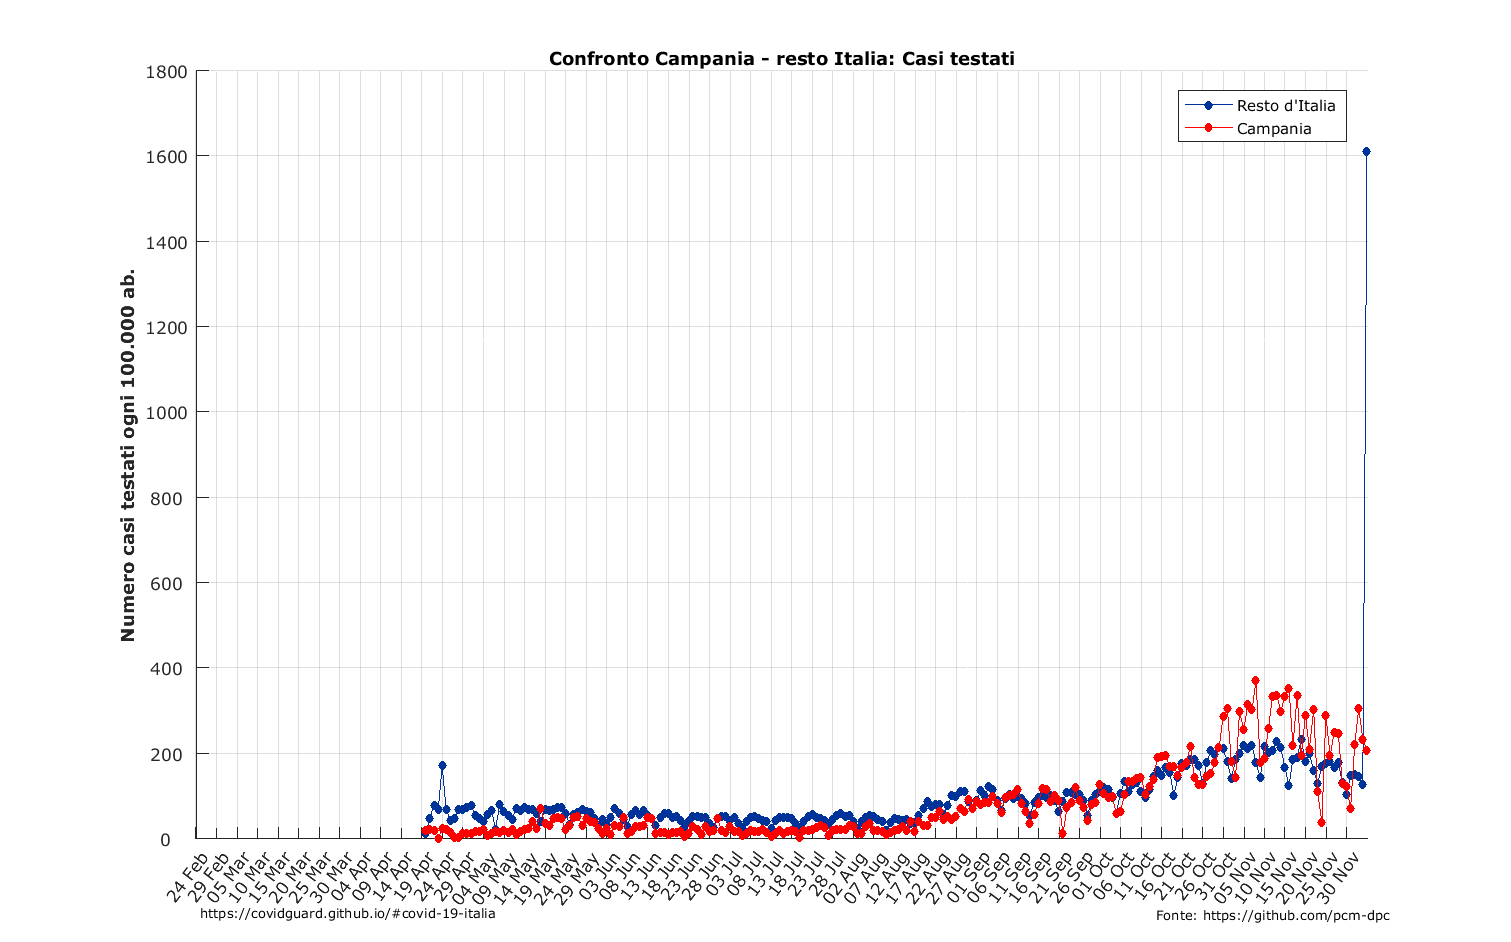 Confronto Campania - resto Italia: Casi testati
Numero casi testati ogni 100.000 ab.
1800
1600
1400
1200
1000
800
600
400
200
0
Resto d'Italia
Campania
24 Feb
29 Feb
05 Mar
10 Mar
15 Mar
20 Mar
25 Mar
30 Mar
04 Apr
09 Apr
14 Apr
19 Apr
24 Apr
29 Apr
04 May
09 May
14 May
19 May
24 May
29 May
03 Jun
08 Jun
13 Jun
18 Jun
23 Jun
28 Jun
03 Jul
08 Jul
13 Jul
18 Jul
23 Jul
28 Jul
02 Aug
07 Aug
12 Aug
17 Aug
22 Aug
27 Aug
01 Sep
06 Sep
11 Sep
16 Sep
21 Sep
26 Sep
01 Oct
06 Oct
11 Oct
16 Oct
21 Oct
26 Oct
31 Oct
05 Nov
10 Nov
15 Nov
20 Nov
25 Nov
30 Nov
https://covidguard.github.io/#covid-19-italia
Fonte: https://github.com/pcm-dpc